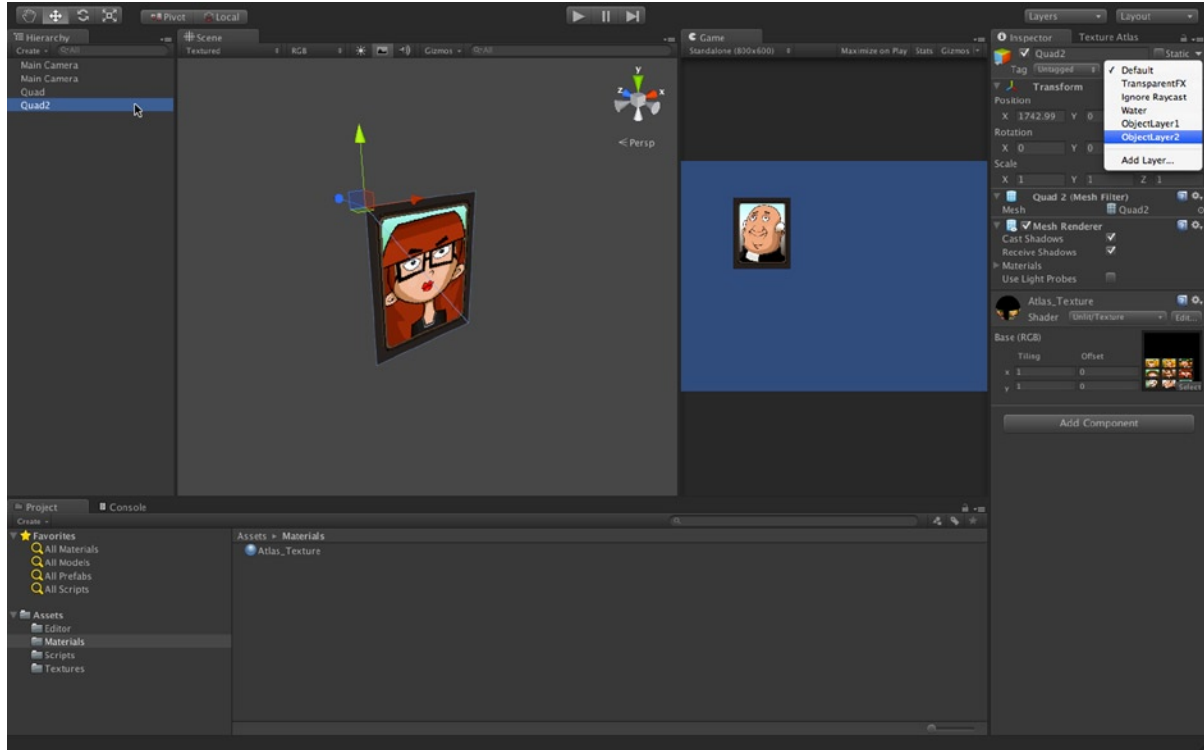 Pivot Local Layers Layout
Hierarchy
Create All
Main Camera
Main Camera
Quad
Quad2
Scene
Textured RGB Gizmos All
y
z x
Persp
Game
Standalone (800x600) Maximize on Play Stats Gizmos
Inspector Texture Atlas
Quad2 Static
Tag Untagged
✓ Default
TransparentFX
Ignore Raycast
Water
ObjectLayer1
ObjectLayer2
Add Layer...
Transform
Position
X 1742.99 Y 0
Rotation
X 0 Y 0
Scale
X 1 Y 1 Z 1
Quad 2 (Mesh Filter)
Mesh Quad2
Mesh Renderer
Cast Shadows
Receive Shadows
Materials
Use Light Probes
Atlas_Texture
Shader Unlit/Texture Edit...
Base (RGB)
Tiling Offset
x 1 0
y 1 0
Select
Add Component
Project Console
Create
Favorites
All Materials
All Models
All Prefabs
All Scripts
Assets
Editor
Materials
Scripts
Textures
Assets ▸ Materials
Atlas_Texture